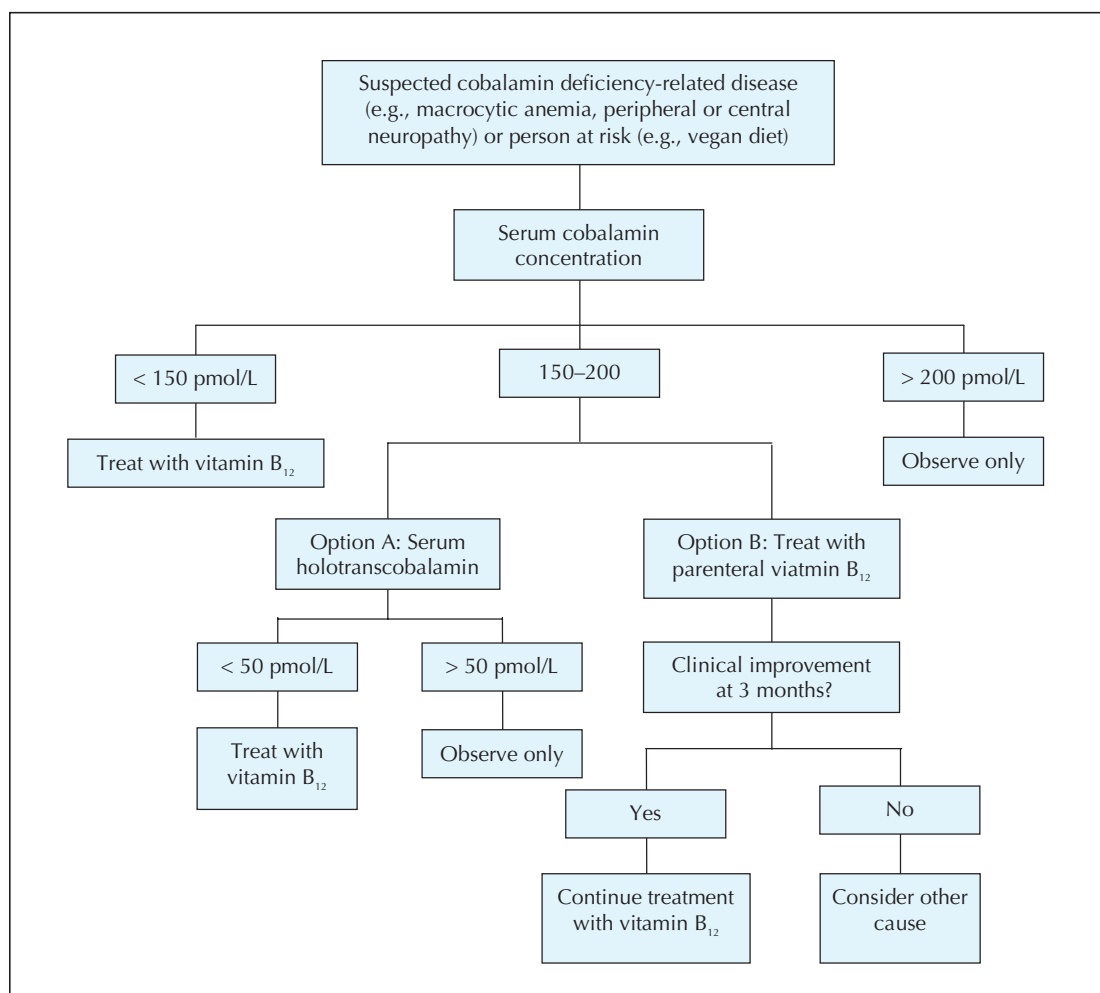 Suspected cobalamin deficiency-related disease
(e.g., macrocytic anemia, peripheral or central
neuropathy) or person at risk (e.g., vegan diet)
Serum cobalamin
concentration
< 150 pmol/L
150–200
> 200 pmol/L
Treat with vitamin B₁₂
Observe only
Option A: Serum
holotranscobalamin
Option B: Treat with
parenteral viatmin B₁₂
< 50 pmol/L
> 50 pmol/L
Clinical improvement
at 3 months?
Treat with
vitamin B₁₂
Observe only
Yes
No
Continue treatment
with vitamin B₁₂
Consider other
cause